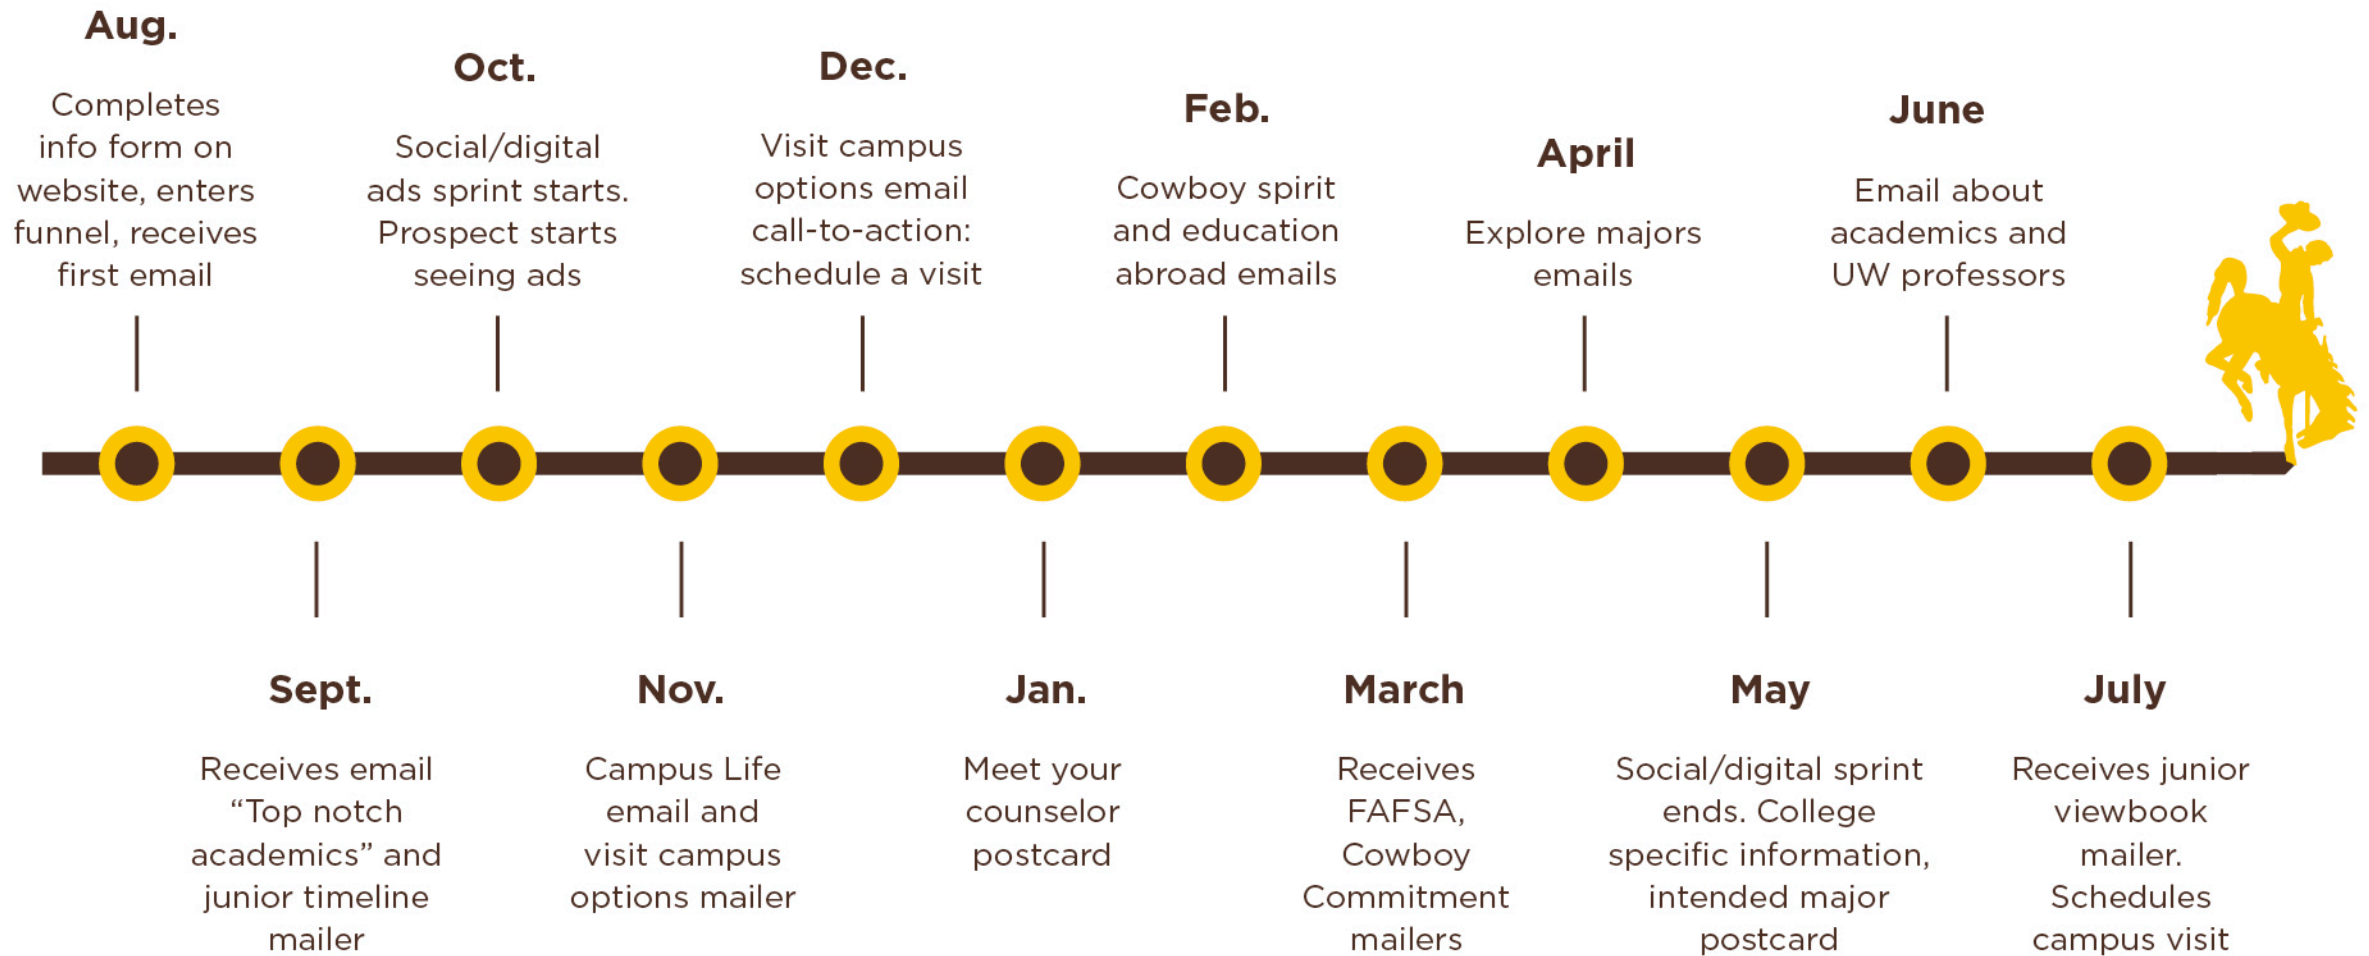 Aug.
Completes
info form on
website, enters
funnel, receives
first email
Oct.
Social/digital
ads sprint starts.
Prospect starts
seeing ads
Dec.
Visit campus
options email
call-to-action:
schedule a visit
Feb.
Cowboy spirit
and education
abroad emails
April
Explore majors
emails
June
Email about
academics and
UW professors
Sept.
Receives email
“Top notch
academics” and
junior timeline
mailer
Nov.
Campus Life
email and
visit campus
options mailer
Jan.
Meet your
counselor
postcard
March
Receives
FAFSA,
Cowboy
Commitment
mailers
May
Social/digital sprint
ends. College
specific information,
intended major
postcard
July
Receives junior
viewbook
mailer.
Schedules
campus visit